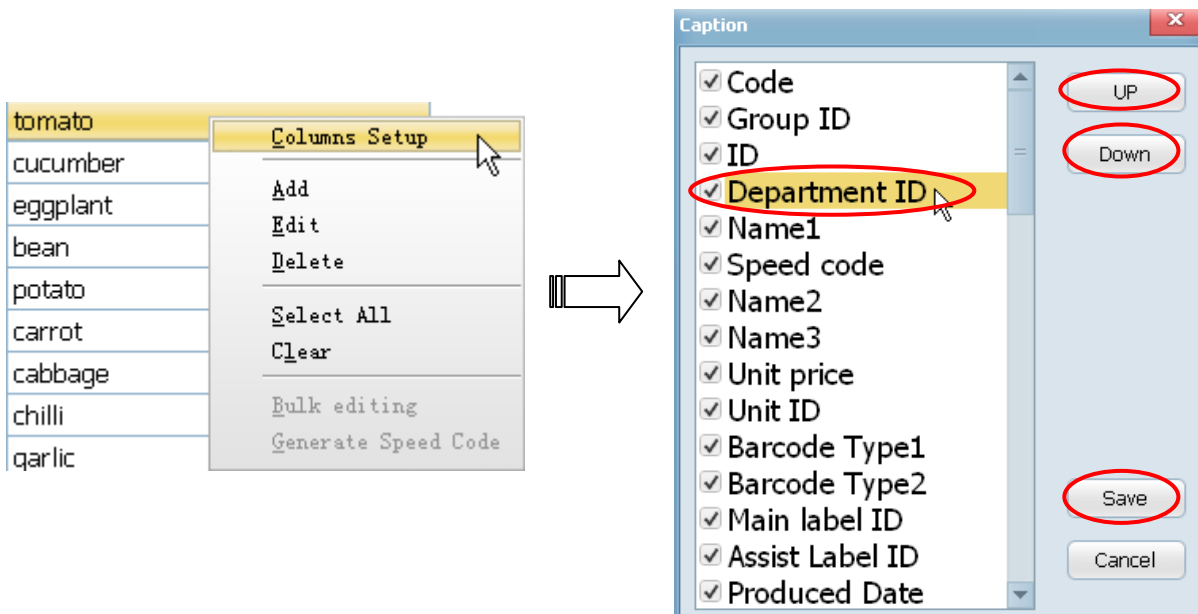 tomato
cucumber
eggplant
bean
potato
carrot
cabbage
chilli
garlic
Columns Setup
Add
Edit
Delete
Select All
Clear
Bulk editing
Generate Speed Code
Caption
Code
Group ID
ID
Department ID
Name1
Speed code
Name2
Name3
Unit price
Unit ID
Barcode Type1
Barcode Type2
Main label ID
Assist Label ID
Produced Date
UP
Down
Save
Cancel